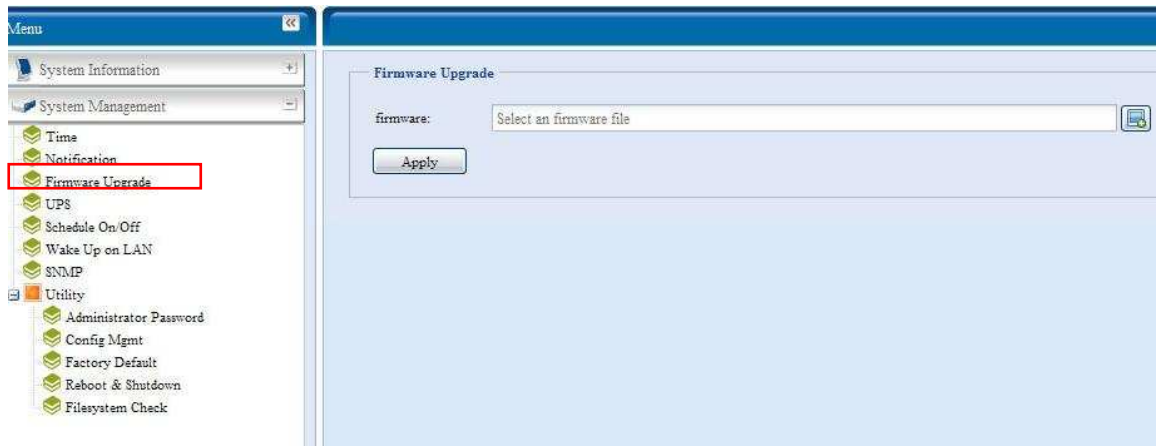 Menu
System Information
System Management
Time
Notification
Firmware Upgrade
UPS
Schedule On/Off
Wake Up on LAN
SNMP
Utility
Administrator Password
Config Mgmt
Factory Default
Reboot & Shutdown
Filesystem Check
Firmware Upgrade
firmware: Select an firmware file
Apply